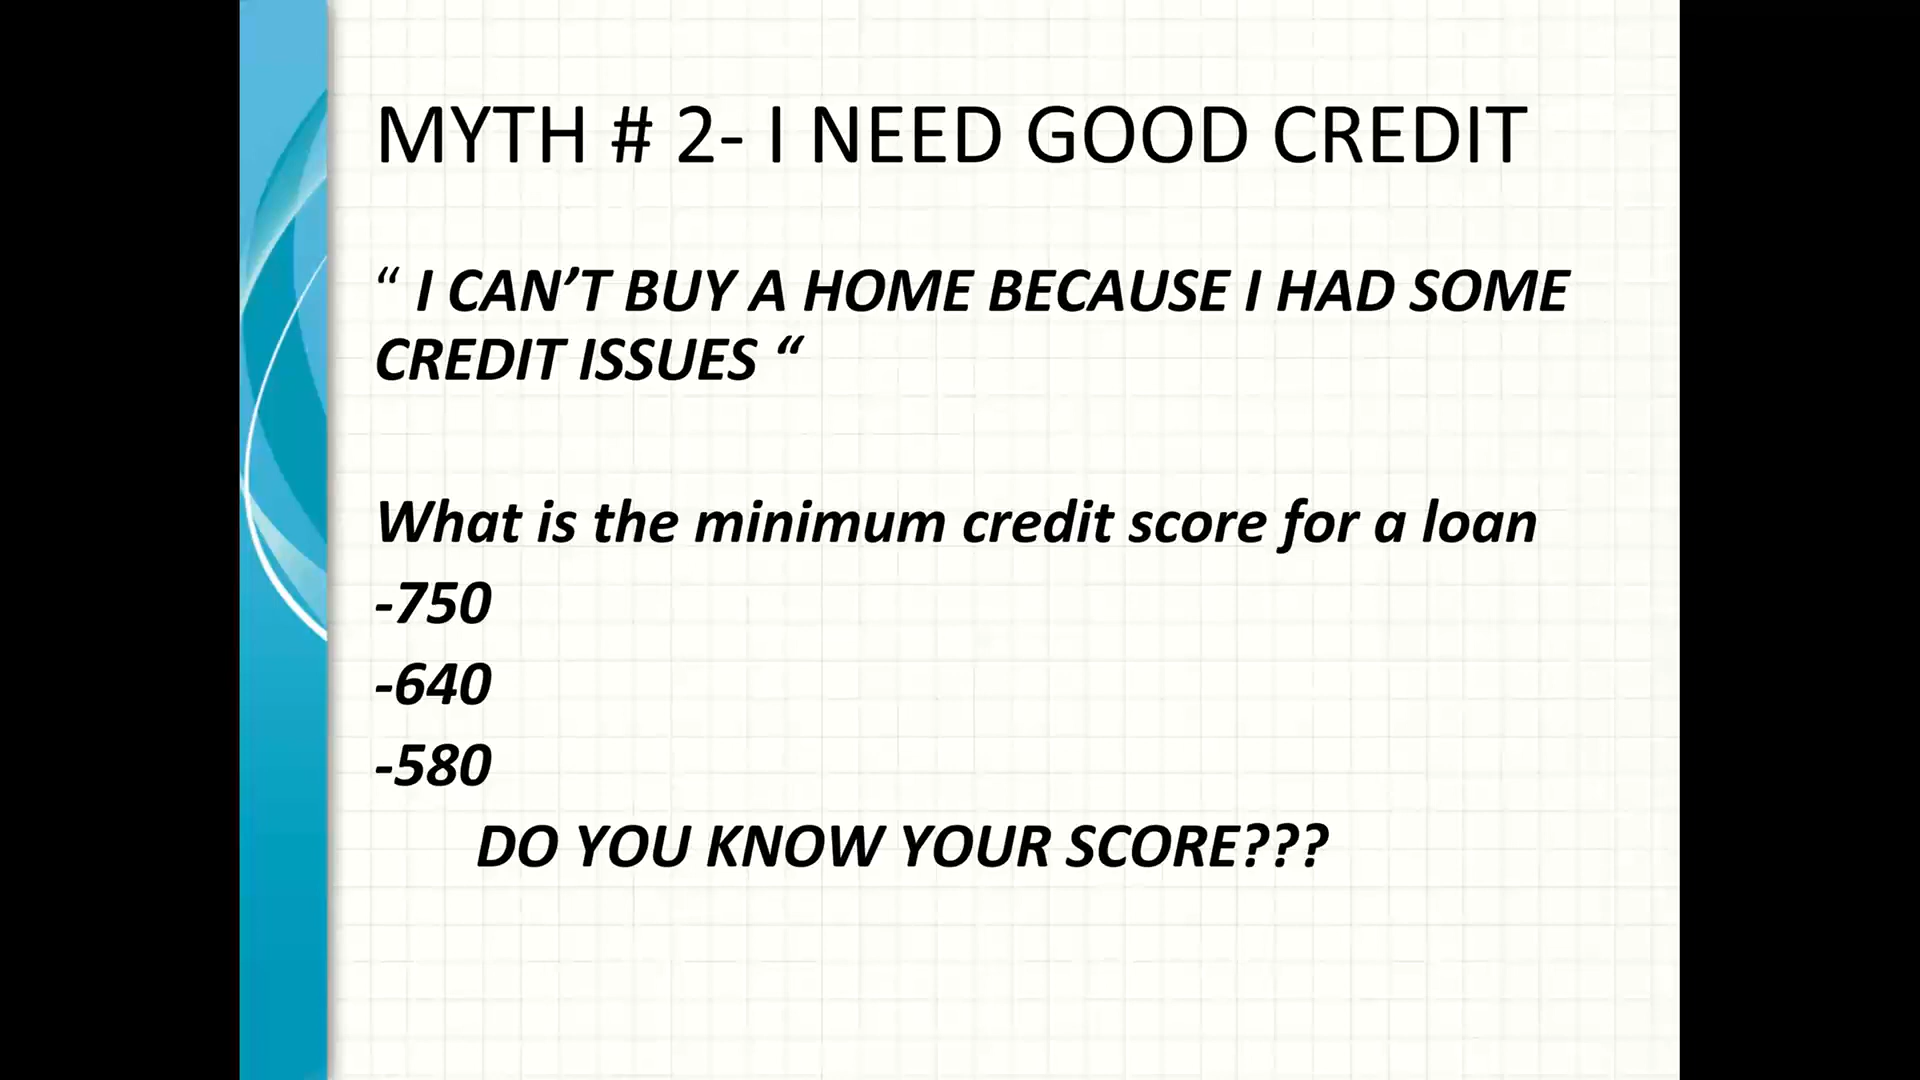 MYTH # 2- I NEED GOOD CREDIT
“ I CAN’T BUY A HOME BECAUSE I HAD SOME
CREDIT ISSUES “
What is the minimum credit score for a loan
-750
-640
-580
DO YOU KNOW YOUR SCORE???